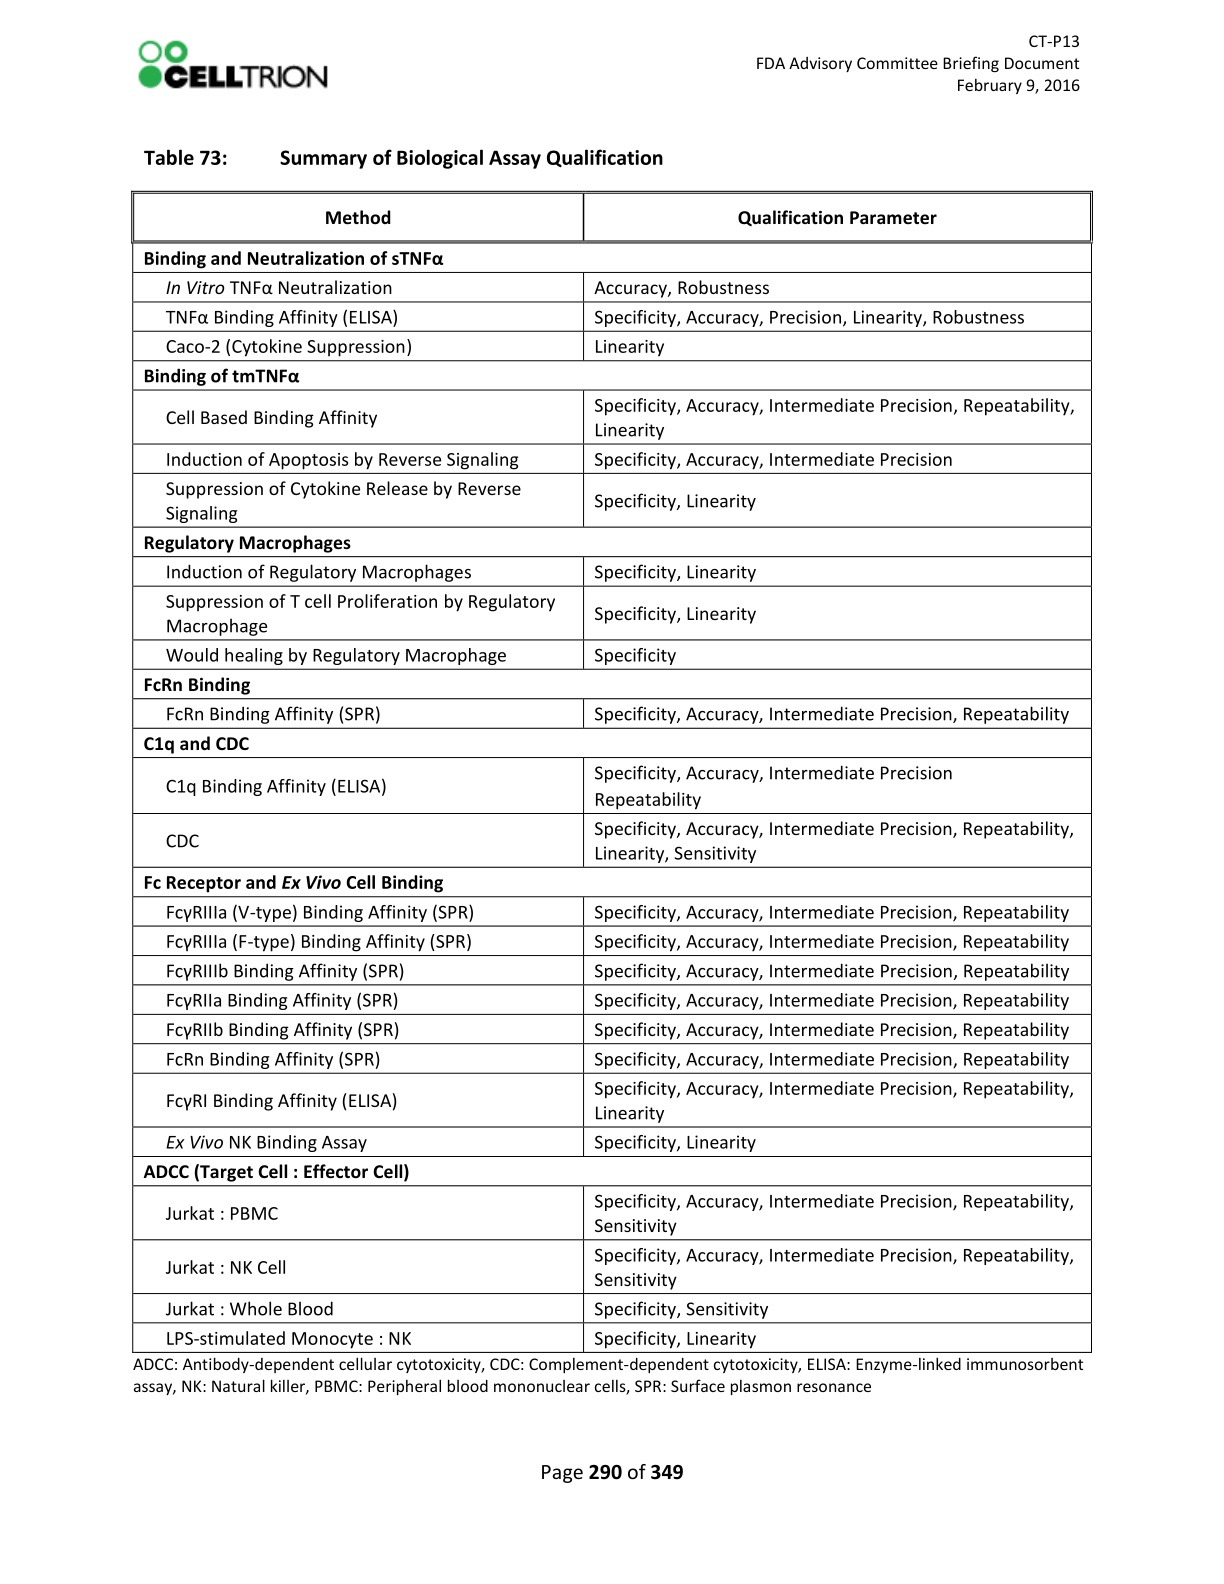 CELLTRION
CT-P13
FDA Advisory Committee Briefing Document
February 9, 2016
Table 73: Summary of Biological Assay Qualification
Method Qualification Parameter
Binding and Neutralization of sTNFα
In Vitro TNFα Neutralization Accuracy, Robustness
TNFα Binding Affinity (ELISA) Specificity, Accuracy, Precision, Linearity, Robustness
Caco-2 (Cytokine Suppression) Linearity
Binding of tmTNFα
Cell Based Binding Affinity
Specificity, Accuracy, Intermediate Precision, Repeatability,
Linearity
Induction of Apoptosis by Reverse Signaling Specificity, Accuracy, Intermediate Precision
Suppression of Cytokine Release by Reverse
Signaling
Specificity, Linearity
Regulatory Macrophages
Induction of Regulatory Macrophages Specificity, Linearity
Suppression of T cell Proliferation by Regulatory
Macrophage
Specificity, Linearity
Would healing by Regulatory Macrophage Specificity
FcRn Binding
FcRn Binding Affinity (SPR) Specificity, Accuracy, Intermediate Precision, Repeatability
C1q and CDC
C1q Binding Affinity (ELISA)
Specificity, Accuracy, Intermediate Precision
Repeatability
CDC
Specificity, Accuracy, Intermediate Precision, Repeatability,
Linearity, Sensitivity
Fc Receptor and Ex Vivo Cell Binding
FcγRIIIa (V-type) Binding Affinity (SPR) Specificity, Accuracy, Intermediate Precision, Repeatability
FcγRIIIa (F-type) Binding Affinity (SPR) Specificity, Accuracy, Intermediate Precision, Repeatability
FcγRIIIb Binding Affinity (SPR) Specificity, Accuracy, Intermediate Precision, Repeatability
FcγRIIa Binding Affinity (SPR) Specificity, Accuracy, Intermediate Precision, Repeatability
FcγRIIb Binding Affinity (SPR) Specificity, Accuracy, Intermediate Precision, Repeatability
FcRn Binding Affinity (SPR) Specificity, Accuracy, Intermediate Precision, Repeatability
FcγRI Binding Affinity (ELISA)
Specificity, Accuracy, Intermediate Precision, Repeatability,
Linearity
Ex Vivo NK Binding Assay Specificity, Linearity
ADCC (Target Cell : Effector Cell)
Jurkat : PBMC
Specificity, Accuracy, Intermediate Precision, Repeatability,
Sensitivity
Jurkat : NK Cell
Specificity, Accuracy, Intermediate Precision, Repeatability,
Sensitivity
Jurkat : Whole Blood Specificity, Sensitivity
LPS-stimulated Monocyte : NK Specificity, Linearity
ADCC: Antibody-dependent cellular cytotoxicity, CDC: Complement-dependent cytotoxicity, ELISA: Enzyme-linked immunosorbent
assay, NK: Natural killer, PBMC: Peripheral blood mononuclear cells, SPR: Surface plasmon resonance
Page 290 of 349